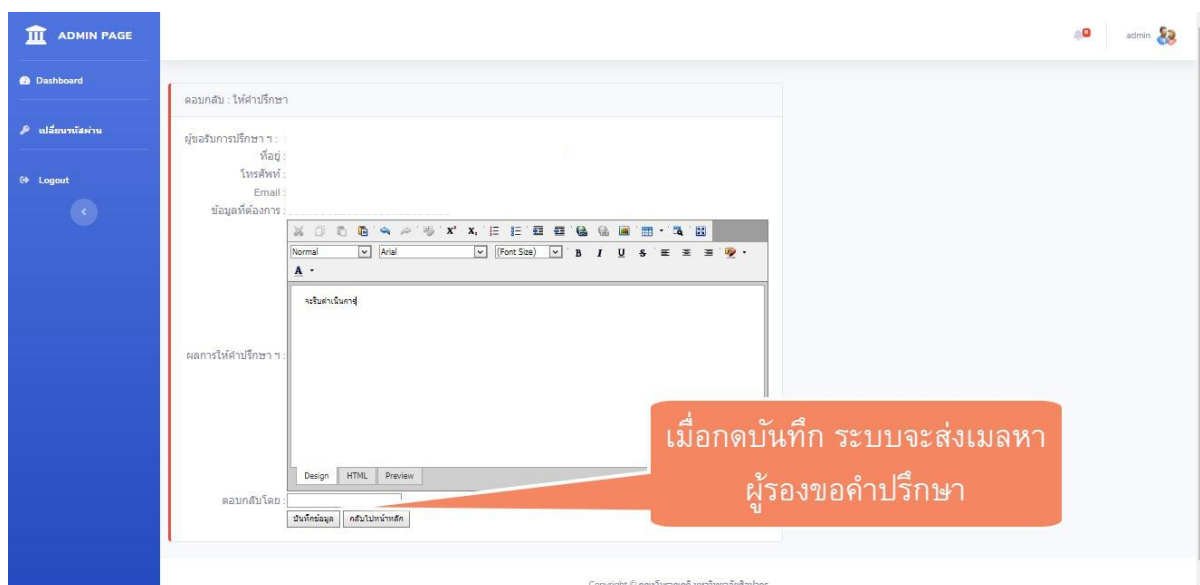 ADMIN PAGE
admin
Dashboard
เปลี่ยนรหัสผ่าน
Logout
ตอบกลับ : ให้คำปรึกษา
ผู้ขอรับการปรึกษา ฯ :
ที่อยู่ :
โทรศัพท์ :
Email :
ข้อมูลที่ต้องการ :
Normal Arial (Font Size) B I U S
A
จะรีบดำเนินการ
ผลการให้คำปรึกษา ฯ :
เมื่อกดบันทึก ระบบจะส่งเมลหา
ผู้รองขอคำปรึกษา
Design HTML Preview
ตอบกลับโดย :
บันทึกข้อมูล กลับไปหน้าหลัก
Copyright ©